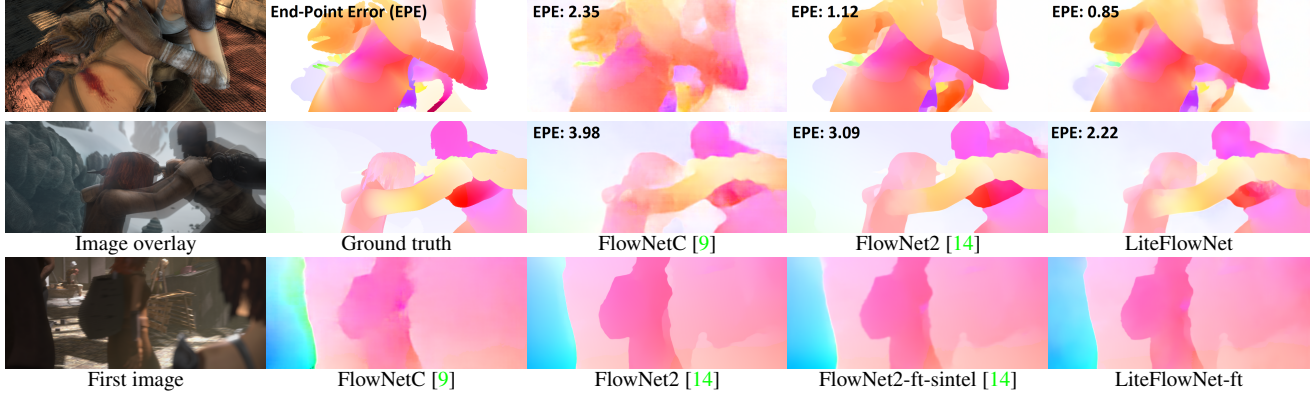 End-Point Error (EPE) EPE: 2.35 EPE: 1.12 EPE: 0.85
EPE: 3.98 EPE: 3.09 EPE: 2.22
Image overlay Ground truth FlowNetC [9] FlowNet2 [14] LiteFlowNet
First image FlowNetC [9] FlowNet2 [14] FlowNet2-ft-sintel [14] LiteFlowNet-ft